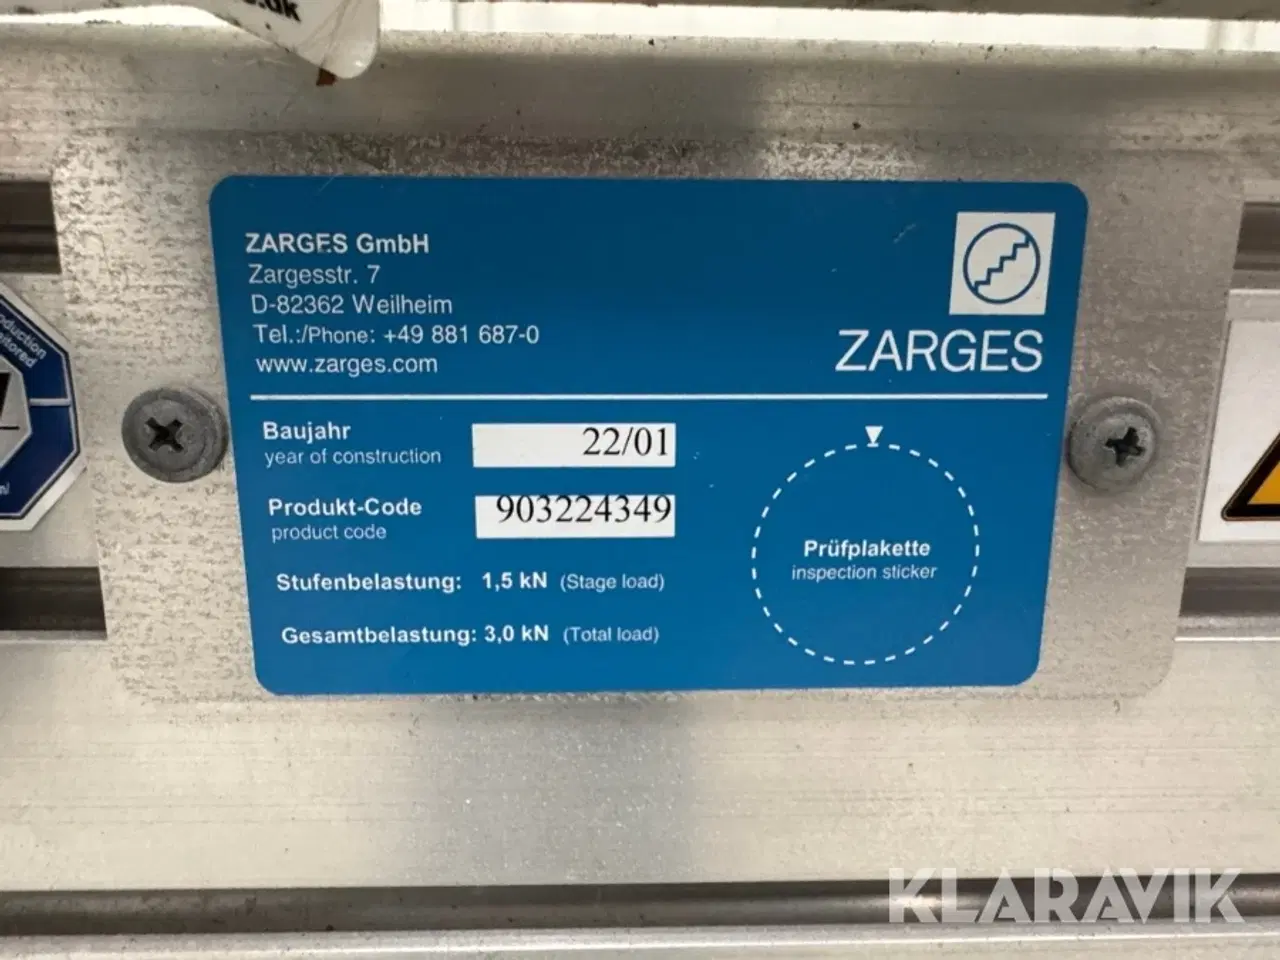 .dk
ZARGES GmbH
Zargesstr. 7
D-82362 Weilheim
Tel.:/Phone: +49 881 687-0
www.zarges.com
ZARGES
Baujahr
year of construction
22/01
Produkt-Code
product code
903224349
Stufenbelastung: 1,5 kN (Stage load)
Gesamtbelastung: 3,0 kN (Total load)
Prüfplakette
inspection sticker
KLARAVIK